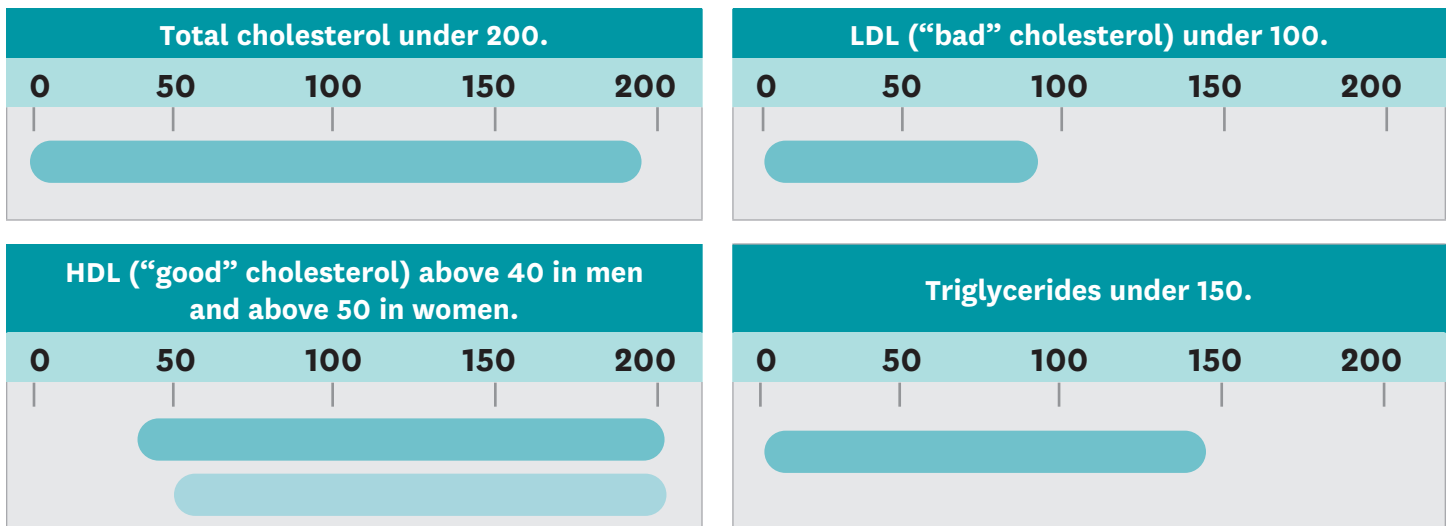 Total cholesterol under 200.
0 50 100 150 200
LDL (“bad” cholesterol) under 100.
0 50 100 150 200
HDL (“good” cholesterol) above 40 in men
and above 50 in women.
0 50 100 150 200
Triglycerides under 150.
0 50 100 150 200